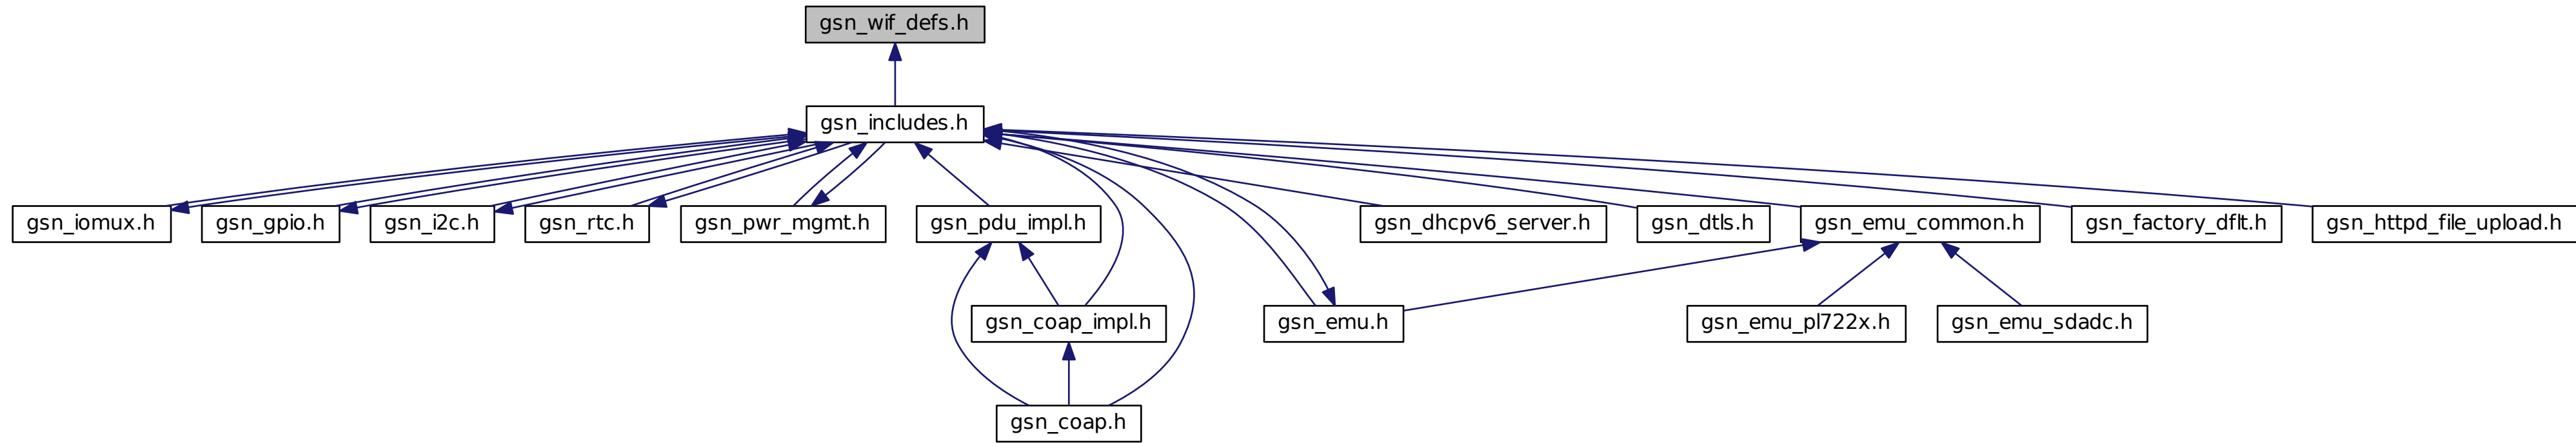 gsn_wif_defs.h
gsn_includes.h
gsn_iomux.h
gsn_gpio.h
gsn_i2c.h
gsn_rtc.h
gsn_pwr_mgmt.h
gsn_pdu_impl.h
gsn_dhcpv6_server.h
gsn_dtls.h
gsn_emu_common.h
gsn_factory_dflt.h
gsn_httpd_file_upload.h
gsn_coap_impl.h
gsn_emu.h
gsn_emu_pl722x.h
gsn_emu_sdadc.h
gsn_coap.h